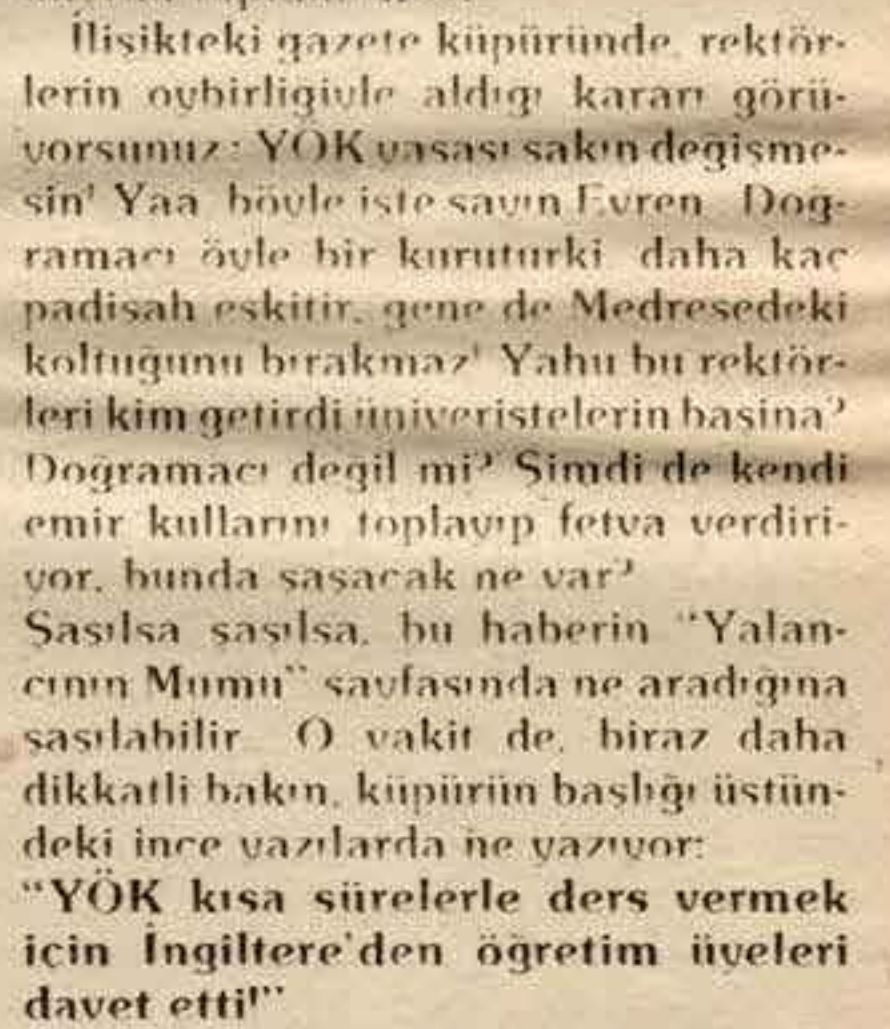 İlişikteki gazete küpüründe, rektör-
lerin oybirliğiyle aldığı kararı görü-
yorsunuz: YÖK yasası sakın değişme-
sin! Yaa böyle işte sayın Evren Doğ-
ramacı öyle bir kuruturki daha kaç
padişah eskitir, gene de Medresedeki
koltuğunu bırakmaz! Yahu bu rektör-
leri kim getirdi üniveristelerin başina?
Doğramacı değil mi? Şimdi de kendi
emir kullarını toplayıp fetva verdiri-
yor, bunda şaşacak ne var?
Şaşılsa şaşılsa, bu haberin "Yalan-
cının Mumu" sayfasında ne aradığına
şaşılabilir. O vakit de, biraz daha
dikkatli bakın, küpürün başlığı üstün-
deki ince yazılarda ne yazıyor:
"YÖK kısa sürelerle ders vermek
için İngiltere'den öğretim üyeleri
davet etti!"